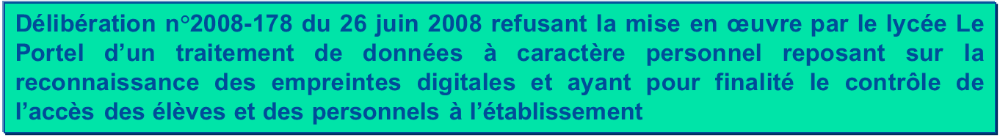 Délibération n°2008-178 du 26 juin 2008 refusant la mise en œuvre par le lycée Le
Portel d’un traitement de données à caractère personnel reposant sur la
reconnaissance des empreintes digitales et ayant pour finalité le contrôle de
l’accès des élèves et des personnels à l’établissement